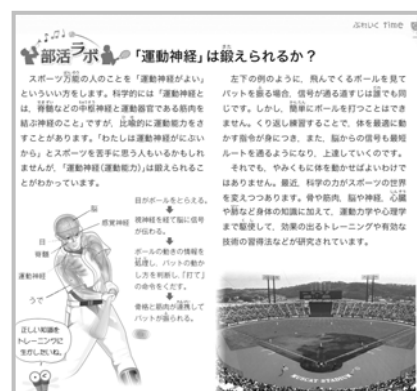 ぶれいく Time
部活ラボ
「運動神経」は鍛えられるか?
スポーツ万能の人のことを「運動神経がよい」
といういい方をします。科学的には「運動神経と
は、脊髄などの中枢神経と運動器官である筋肉を
結ぶ神経のこと」ですが、比喩的に運動能力をさ
すことがあります。「わたしは運動神経がにぶい
から」とスポーツを苦手に思う人もいるかもしれ
ませんが、「運動神経(運動能力)」は鍛えられるこ
とがわかっています。
目がボールをとらえる。
視神経を経て脳に信号
が伝わる。
ボールの動きの情報を
処理し、バットの動か
し方を判断し、「打て」
の命令をくだす。
骨格と筋肉が連携して
バットが振られる。
脳
感覚神経
目
脊髄
運動神経
うで
正しい知識を
トレーニングに
生かしたいね。
左下の例のように、飛んでくるボールを見て
バットを振る場合、信号が通る道すじは誰でも同
じです。しかし、簡単にボールを打つことはでき
ません。くり返し練習することで、体を最適に動
かす指令が身につき、また、脳からの信号も最短
ルートを通るようになり、上達していくのです。
それでも、やみくもに体を動かせばよいわけで
はありません。最近、科学の力がスポーツの世界
を変えつつあります。骨や筋肉、脳や神経、心臓
や肺など身体の知識に加えて、運動力学や心理学
まで駆使して、効果の出るトレーニングや有効な
技術の習得法などが研究されています。
STADIUM